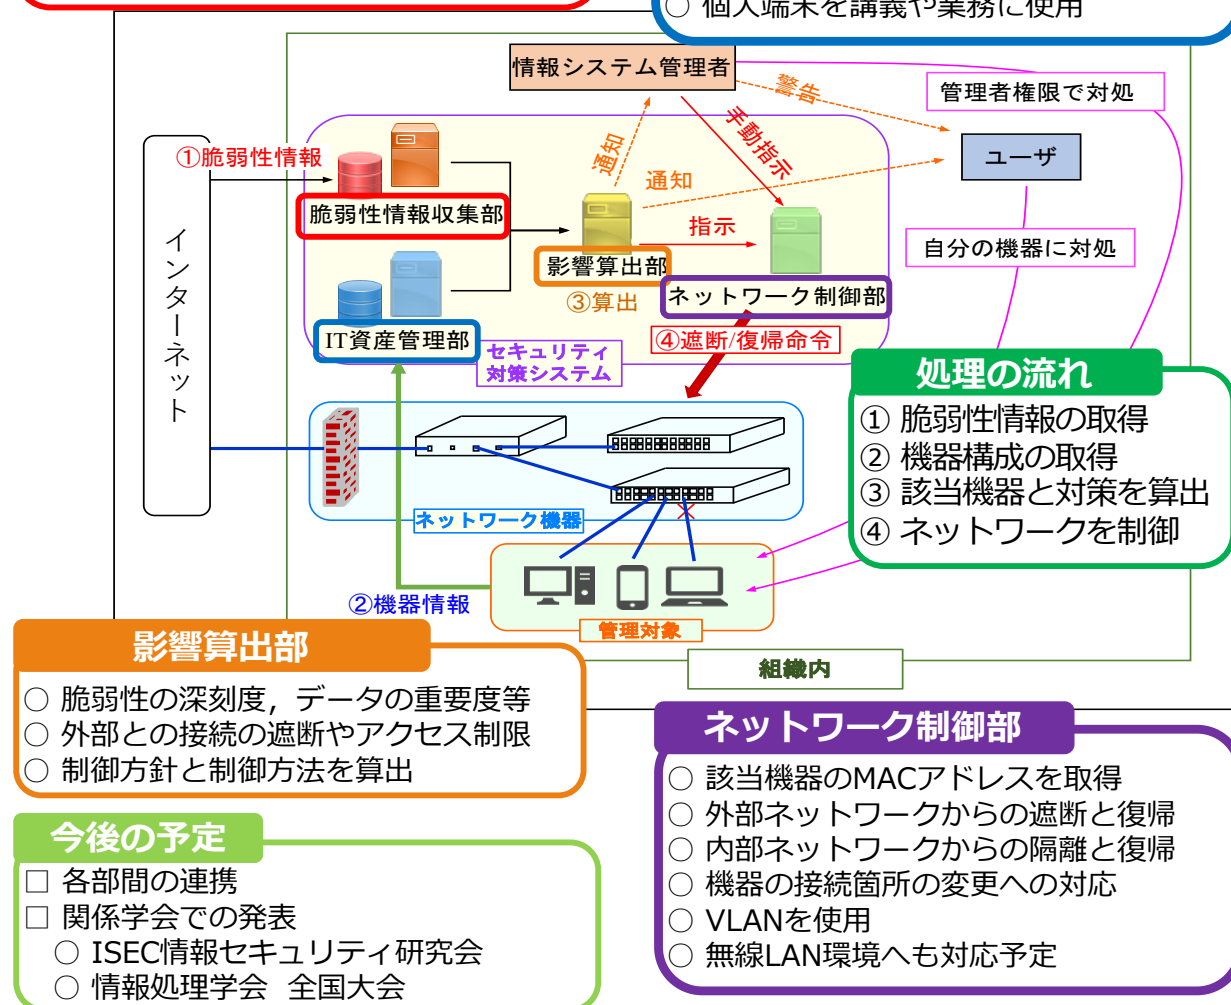 ○ 個人端末を講義や業務に使用
情報システム管理者
警告
管理者権限で対処
①脆弱性情報
通知
手動指示
ユーザ
通知
脆弱性情報収集部
指示
自分の機器に対処
インターネット
影響算出部
③算出
ネットワーク制御部
IT資産管理部
④遮断/復帰命令
セキュリティ
対策システム
処理の流れ
① 脆弱性情報の取得
② 機器構成の取得
③ 該当機器と対策を算出
④ ネットワークを制御
ネットワーク機器
②機器情報
管理対象
組織内
影響算出部
○ 脆弱性の深刻度，データの重要度等
○ 外部との接続の遮断やアクセス制限
○ 制御方針と制御方法を算出
ネットワーク制御部
○ 該当機器のMACアドレスを取得
○ 外部ネットワークからの遮断と復帰
○ 内部ネットワークからの隔離と復帰
○ 機器の接続箇所の変更への対応
○ VLANを使用
○ 無線LAN環境へも対応予定
今後の予定
□ 各部間の連携
□ 関係学会での発表
○ ISEC情報セキュリティ研究会
○ 情報処理学会 全国大会